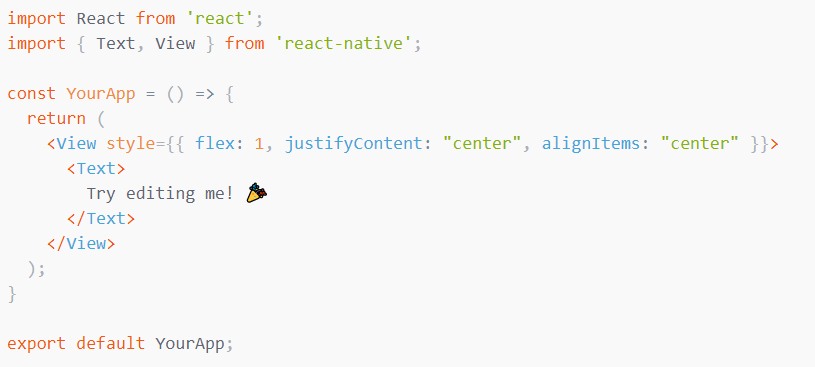 import React from 'react';
import { Text, View } from 'react-native';

const YourApp = () => {
  return (
    <View style={{ flex: 1, justifyContent: "center", alignItems: "center" }}>
      <Text>
        Try editing me! 🎉
      </Text>
    </View>
  );
}

export default YourApp;